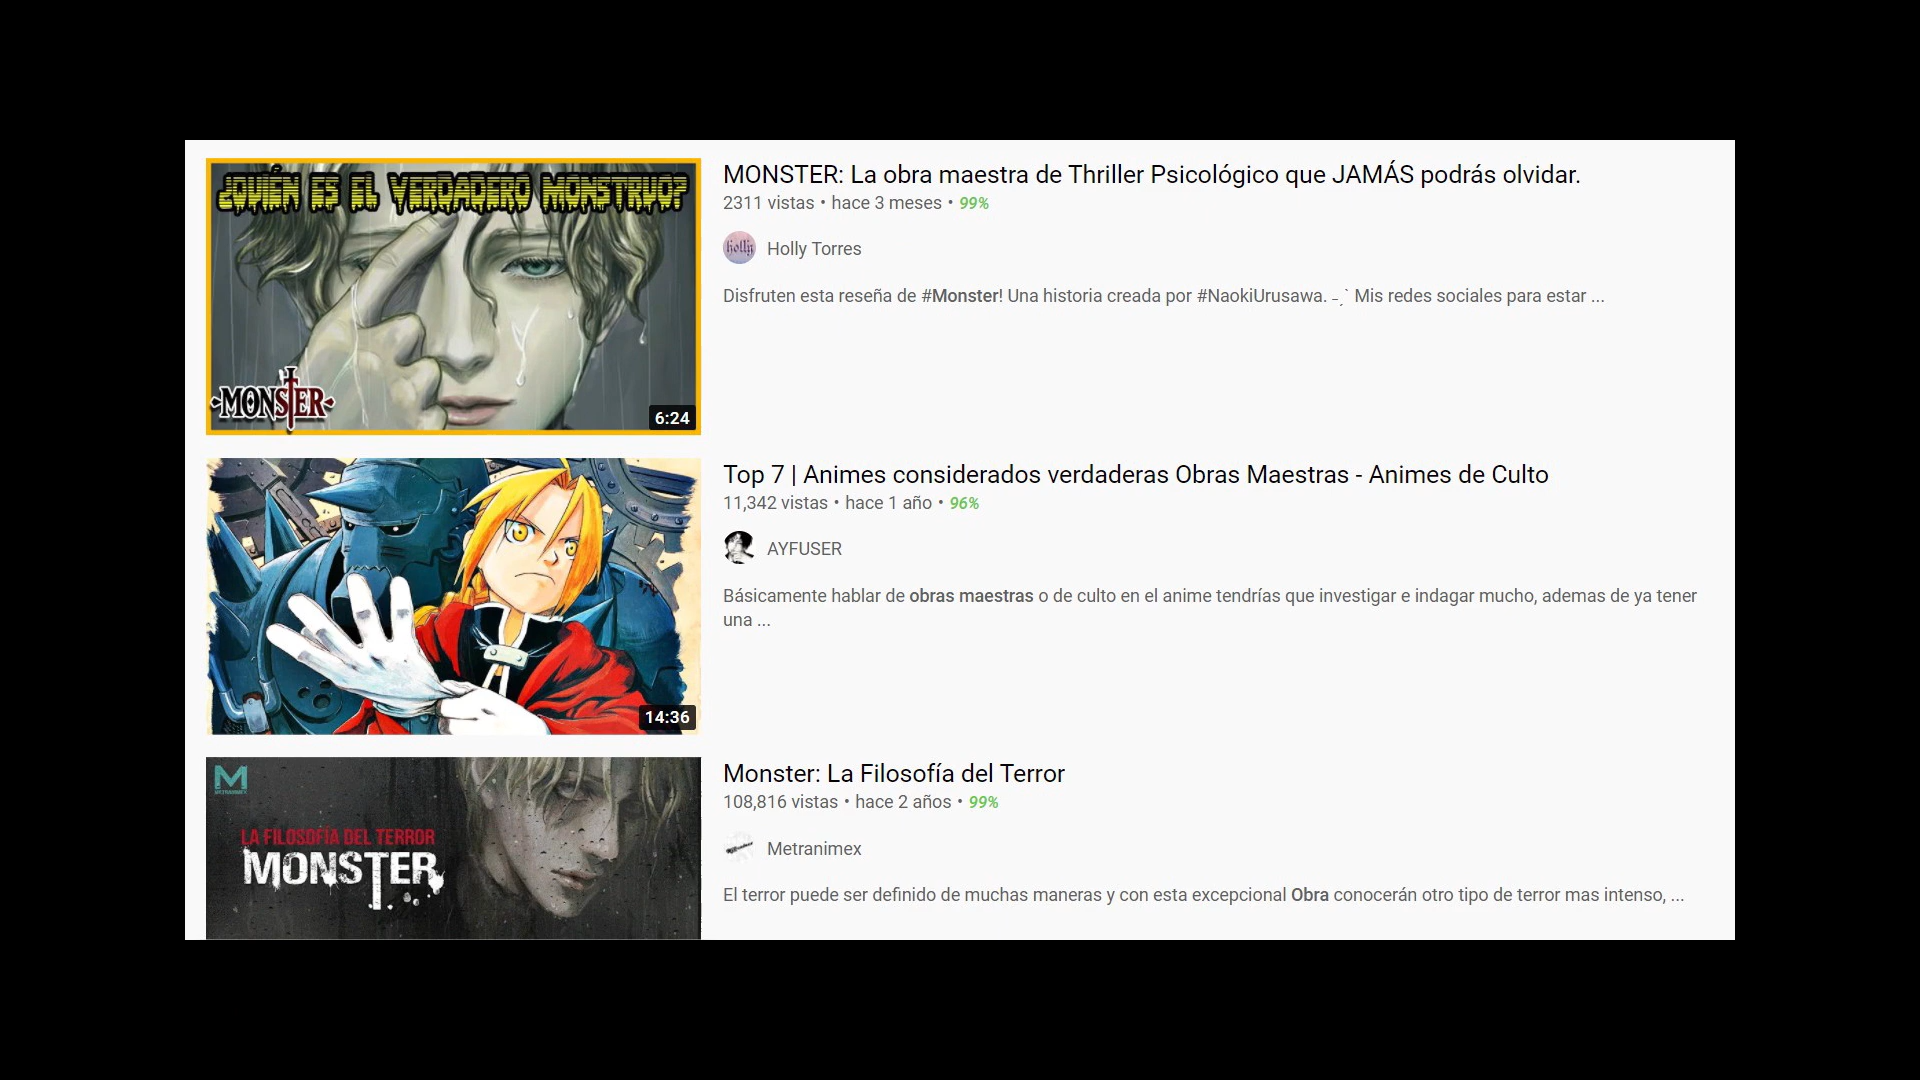 ¿QUIÉN ES EL VERDADERO MONSTRUO?
MONSTER
6:24
MONSTER: La obra maestra de Thriller Psicológico que JAMÁS podrás olvidar.
2311 vistas • hace 3 meses • 99%
holly
Holly Torres
Disfruten esta reseña de #Monster! Una historia creada por #NaokiUrusawa. ˗ˏˋ Mis redes sociales para estar ...
14:36
Top 7 | Animes considerados verdaderas Obras Maestras - Animes de Culto
11,342 vistas • hace 1 año • 96%
AYFUSER
Básicamente hablar de obras maestras o de culto en el anime tendrías que investigar e indagar mucho, ademas de ya tener
una ...
M
METRANIMEX
LA FILOSOFÍA DEL TERROR
MONSTER
Monster: La Filosofía del Terror
108,816 vistas • hace 2 años • 99%
Metranimex
El terror puede ser definido de muchas maneras y con esta excepcional Obra conocerán otro tipo de terror mas intenso, ...